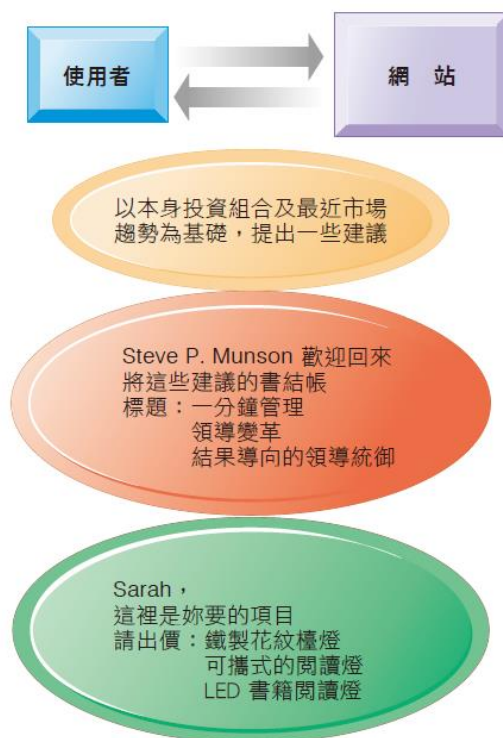 使用者
網 站
以本身投資組合及最近市場
趨勢為基礎，提出一些建議
Steve P. Munson 歡迎回來
將這些建議的書結帳
標題：一分鐘管理
領導變革
結果導向的領導統御
Sarah，
這裡是妳要的項目
請出價：鐵製花紋檯燈
可攜式的閱讀燈
LED 書籍閱讀燈